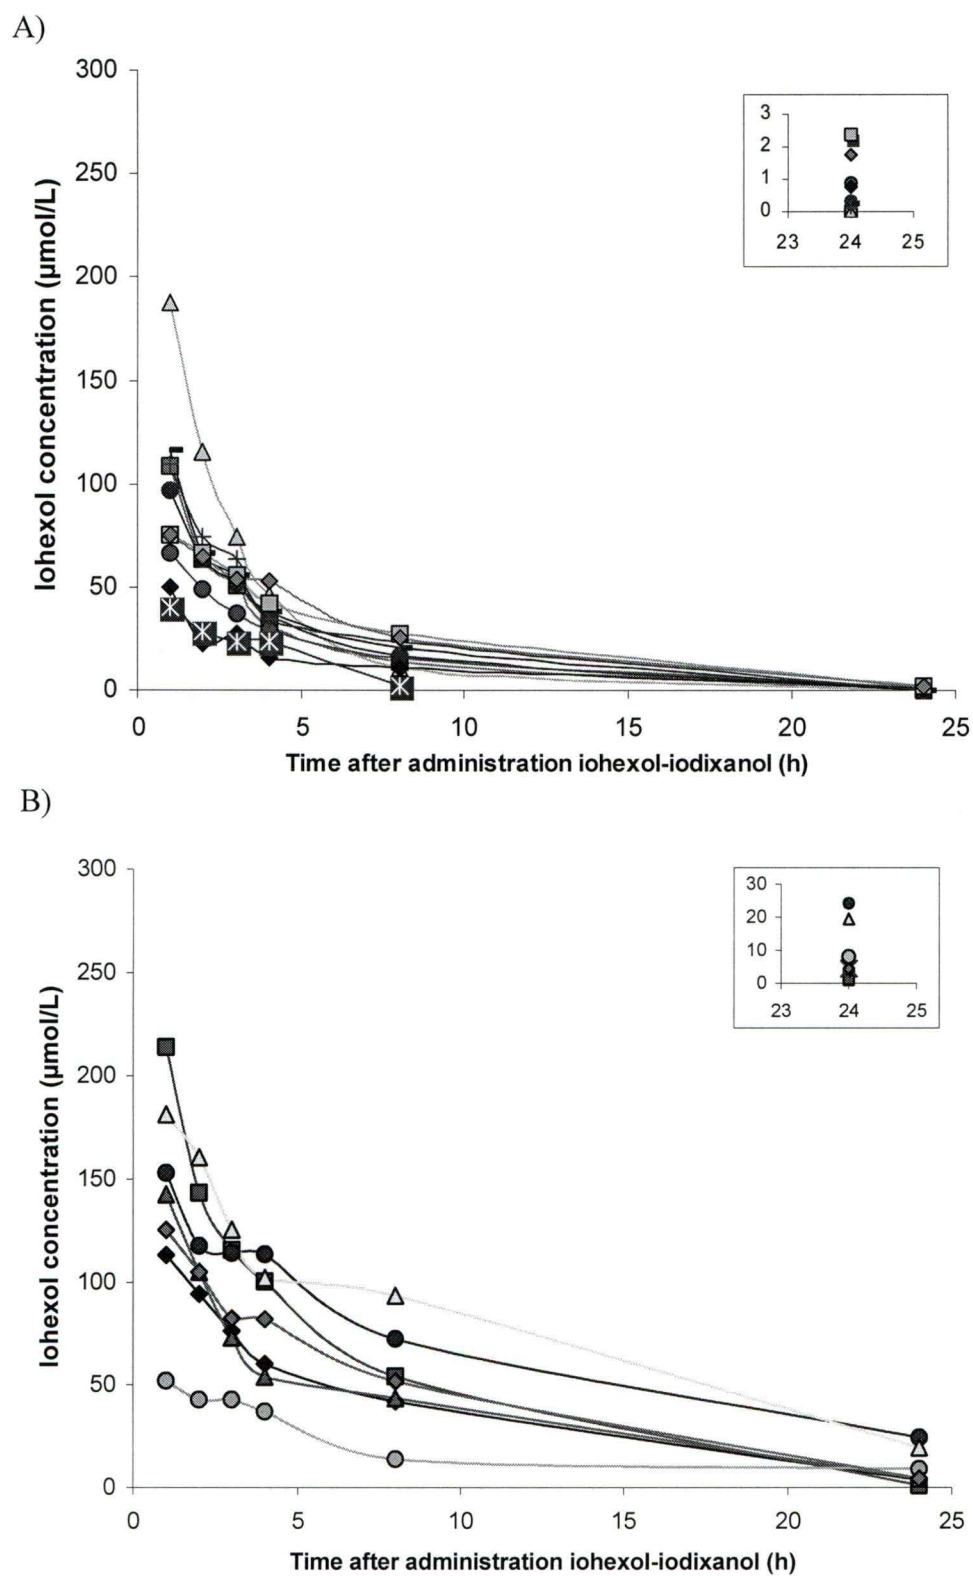 A)
300
250
200
150
100
50
0
0 5 10 15 20 25
Iohexol concentration (µmol/L)
Time after administration iohexol-iodixanol (h)
3
2
1
0
23 24 25
B)
300
250
200
150
100
50
0
0 5 10 15 20 25
Iohexol concentration (µmol/L)
Time after administration iohexol-iodixanol (h)
30
20
10
0
23 24 25